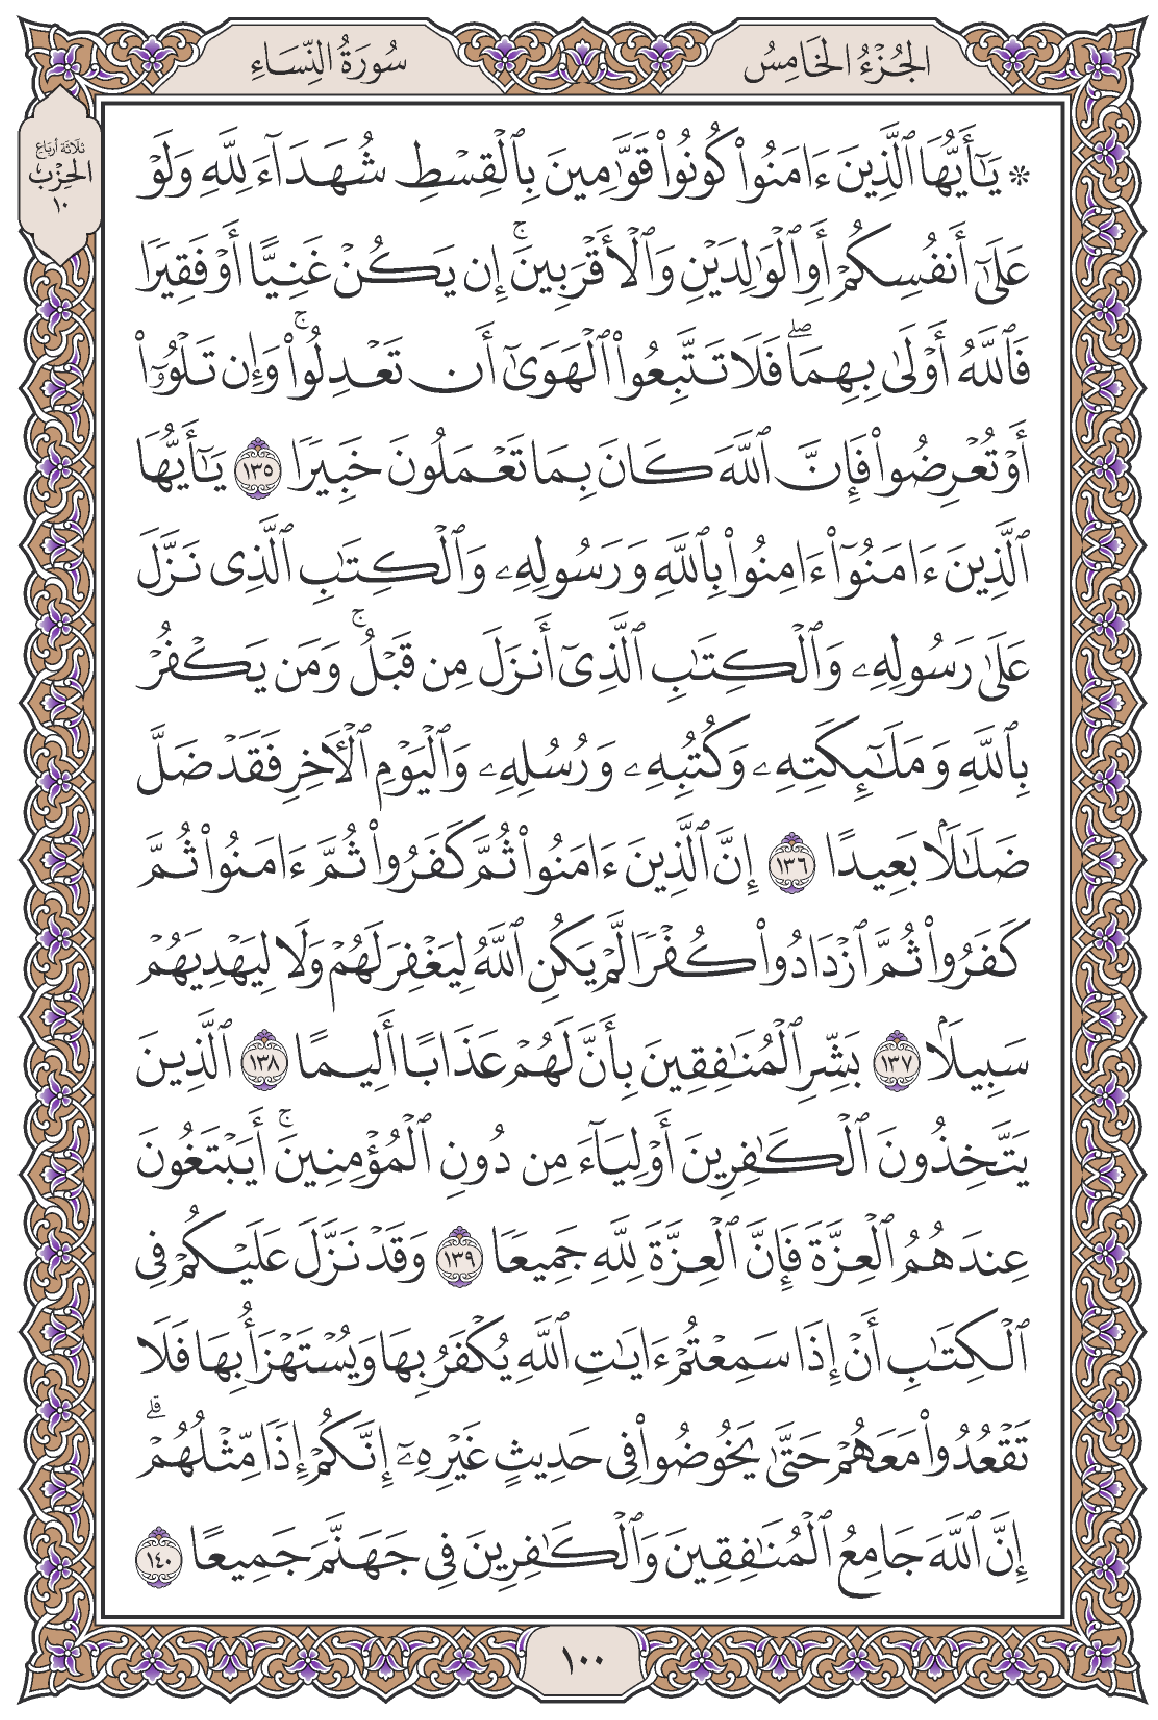 الجُزْءُ الخَامِسُ
سُورَةُ النِّسَاءِ
ثلاثة أرباع
الحِزْب
١٠
۞ يَٰٓأَيُّهَا ٱلَّذِينَ ءَامَنُواْ كُونُواْ قَوَّٰمِينَ بِٱلۡقِسۡطِ شُهَدَآءَ لِلَّهِ وَلَوۡ
عَلَىٰٓ أَنفُسِكُمۡ أَوِ ٱلۡوَٰلِدَيۡنِ وَٱلۡأَقۡرَبِينَۚ إِن يَكُنۡ غَنِيًّا أَوۡ فَقِيرٗا
فَٱللَّهُ أَوۡلَىٰ بِهِمَاۖ فَلَا تَتَّبِعُواْ ٱلۡهَوَىٰٓ أَن تَعۡدِلُواْۚ وَإِن تَلۡوُۥٓاْ
أَوۡ تُعۡرِضُواْ فَإِنَّ ٱللَّهَ كَانَ بِمَا تَعۡمَلُونَ خَبِيرٗا ١٣٥ يَٰٓأَيُّهَا
ٱلَّذِينَ ءَامَنُوٓاْ ءَامِنُواْ بِٱللَّهِ وَرَسُولِهِۦ وَٱلۡكِتَٰبِ ٱلَّذِي نَزَّلَ
عَلَىٰ رَسُولِهِۦ وَٱلۡكِتَٰبِ ٱلَّذِيٓ أَنزَلَ مِن قَبۡلُۚ وَمَن يَكۡفُرۡ
بِٱللَّهِ وَمَلَٰٓئِكَتِهِۦ وَكُتُبِهِۦ وَرُسُلِهِۦ وَٱلۡيَوۡمِ ٱلۡأٓخِرِ فَقَدۡ ضَلَّ
ضَلَٰلَۢا بَعِيدًا ١٣٦ إِنَّ ٱلَّذِينَ ءَامَنُواْ ثُمَّ كَفَرُواْ ثُمَّ ءَامَنُواْ ثُمَّ
كَفَرُواْ ثُمَّ ٱزۡدَادُواْ كُفۡرٗا لَّمۡ يَكُنِ ٱللَّهُ لِيَغۡفِرَ لَهُمۡ وَلَا لِيَهۡدِيَهُمۡ
سَبِيلَۢا ١٣٧ بَشِّرِ ٱلۡمُنَٰفِقِينَ بِأَنَّ لَهُمۡ عَذَابًا أَلِيمًا ١٣٨ ٱلَّذِينَ
يَتَّخِذُونَ ٱلۡكَٰفِرِينَ أَوۡلِيَآءَ مِن دُونِ ٱلۡمُؤۡمِنِينَۚ أَيَبۡتَغُونَ
عِندَهُمُ ٱلۡعِزَّةَ فَإِنَّ ٱلۡعِزَّةَ لِلَّهِ جَمِيعٗا ١٣٩ وَقَدۡ نَزَّلَ عَلَيۡكُمۡ فِي
ٱلۡكِتَٰبِ أَنۡ إِذَا سَمِعۡتُمۡ ءَايَٰتِ ٱللَّهِ يُكۡفَرُ بِهَا وَيُسۡتَهۡزَأُ بِهَا فَلَا
تَقۡعُدُواْ مَعَهُمۡ حَتَّىٰ يَخُوضُواْ فِي حَدِيثٍ غَيۡرِهِۦٓ إِنَّكُمۡ إِذٗا مِّثۡلُهُمۡۗ
إِنَّ ٱللَّهَ جَامِعُ ٱلۡمُنَٰفِقِينَ وَٱلۡكَٰفِرِينَ فِي جَهَنَّمَ جَمِيعًا ١٤٠
١٠٠